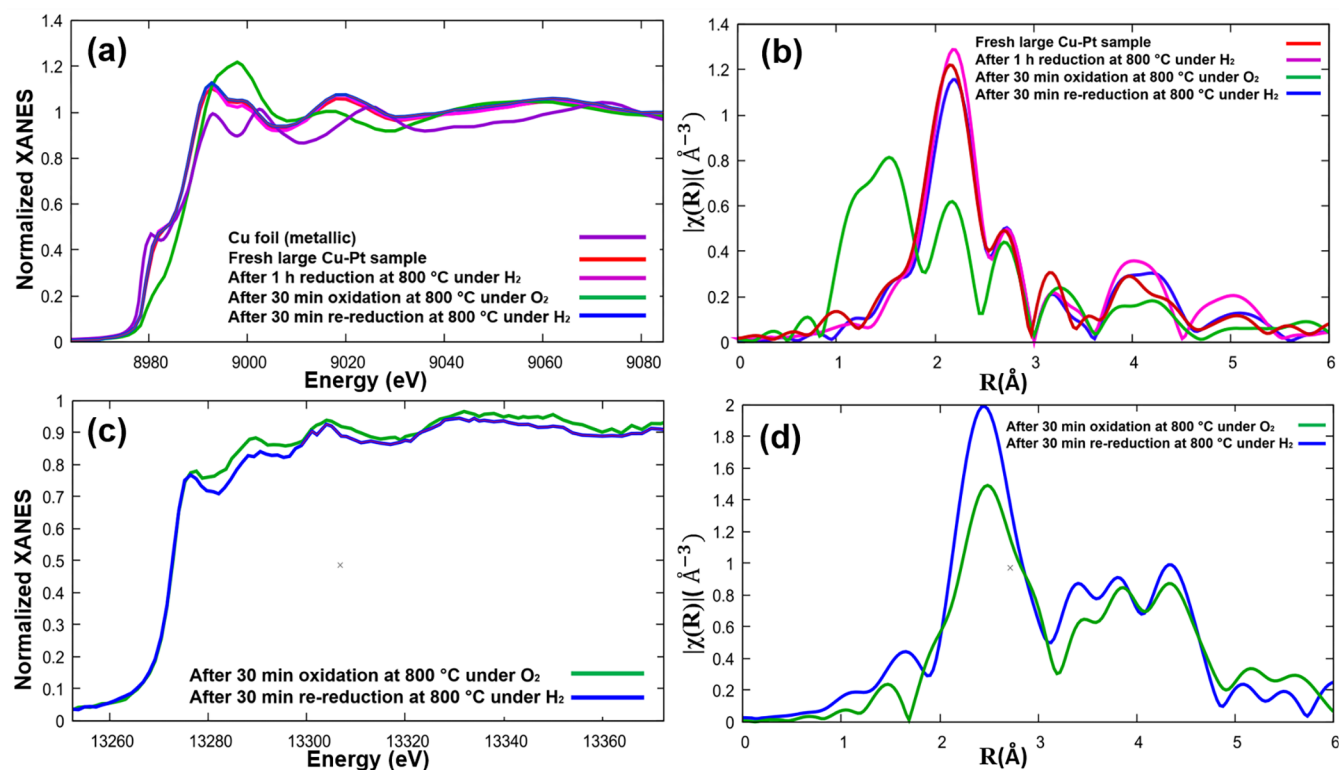 (a)
1.4
1.2
1
0.8
0.6
0.4
0.2
0
Normalized XANES
Cu foil (metallic)
Fresh large Cu-Pt sample
After 1 h reduction at 800 °C under H₂
After 30 min oxidation at 800 °C under O₂
After 30 min re-reduction at 800 °C under H₂
8980 9000 9020 9040 9060 9080
Energy (eV)
(b)
1.4
1.2
1
0.8
0.6
0.4
0.2
0
|χ(R)|( Å⁻³)
Fresh large Cu-Pt sample
After 1 h reduction at 800 °C under H₂
After 30 min oxidation at 800 °C under O₂
After 30 min re-reduction at 800 °C under H₂
0 1 2 3 4 5 6
R(Å)
(c)
1
0.9
0.8
0.7
0.6
0.5
0.4
0.3
0.2
0.1
0
Normalized XANES
After 30 min oxidation at 800 °C under O₂
After 30 min re-reduction at 800 °C under H₂
13260 13280 13300 13320 13340 13360
Energy (eV)
(d)
2
1.8
1.6
1.4
1.2
1
0.8
0.6
0.4
0.2
0
|χ(R)|( Å⁻³)
After 30 min oxidation at 800 °C under O₂
After 30 min re-reduction at 800 °C under H₂
0 1 2 3 4 5 6
R(Å)